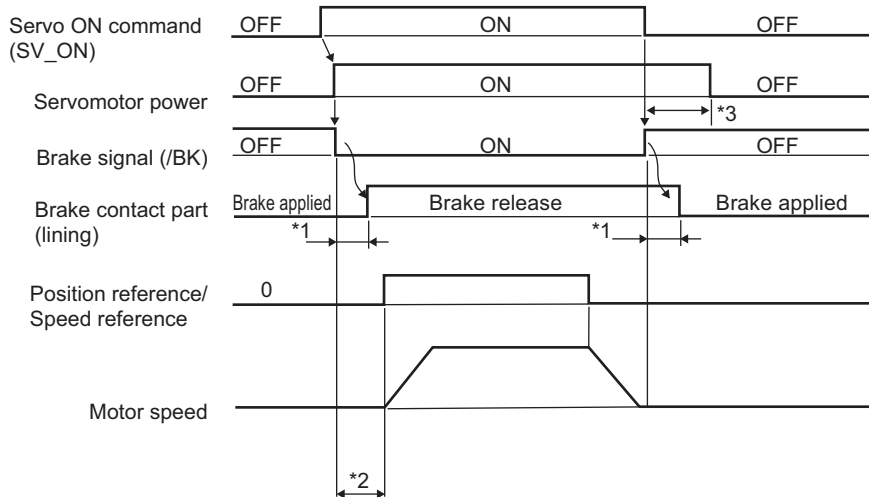 Servo ON command
(SV_ON)
OFF
ON
OFF
Servomotor power
OFF
ON
OFF
*3
Brake signal (/BK)
OFF
ON
OFF
Brake contact part
(lining)
Brake applied
Brake release
Brake applied
*1
*1
Position reference/
Speed reference
0
Motor speed
*2